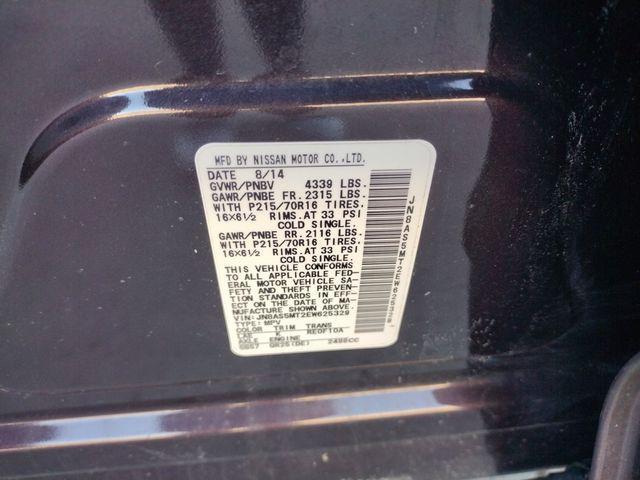 MFD BY NISSAN MOTOR CO.,LTD.
DATE 8/14
GVWR/PNBV 4339 LBS.
GAWR/PNBE FR. 2315 LBS.
WITH P215/70R16 TIRES.
16X6½ RIMS. AT 33 PSI
COLD SINGLE.
GAWR/PNBE RR. 2116 LBS.
WITH P215/70R16 TIRES.
16X6½ RIMS. AT 33 PSI
COLD SINGLE.
THIS VEHICLE CONFORMS
TO ALL APPLICABLE FED-
ERAL MOTOR VEHICLE SA-
FETY AND THEFT PREVEN-
TION STANDARDS IN EFF-
ECT ON THE DATE OF MA-
NUFACTURE SHOWN ABOVE.
VIN: JN8AS5MT2EW625329
TYPE: MPV
COLOR TRIM TRANS
LAE K RE0F10A
AXLE ENGINE
GB57 QR25(DE) 2488CC
JN8AS5MT2EW625329